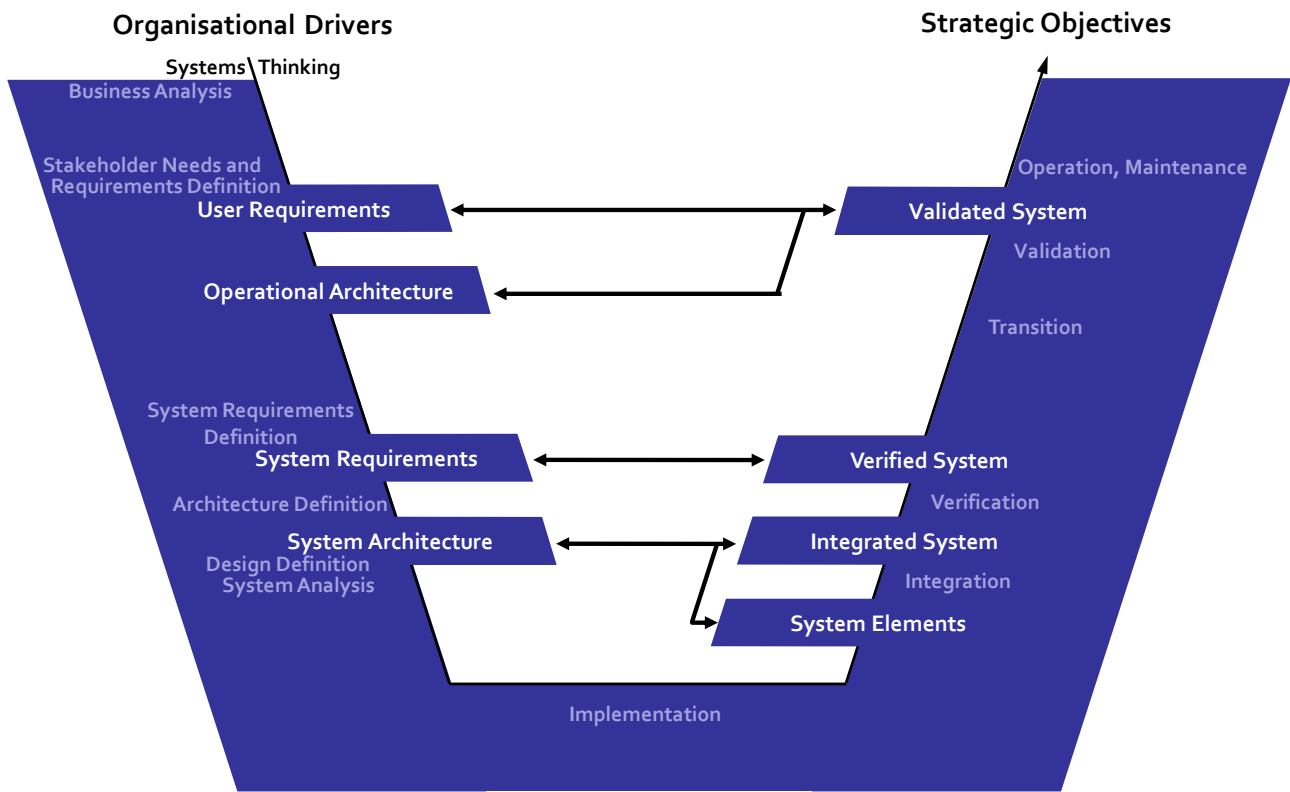 Organisational Drivers
Strategic Objectives
Systems Thinking
Business Analysis
Stakeholder Needs and
Requirements Definition
Operation, Maintenance
User Requirements
Validated System
Validation
Operational Architecture
Transition
System Requirements
Definition
System Requirements
Verified System
Architecture Definition
Verification
System Architecture
Integrated System
Design Definition
System Analysis
Integration
System Elements
Implementation